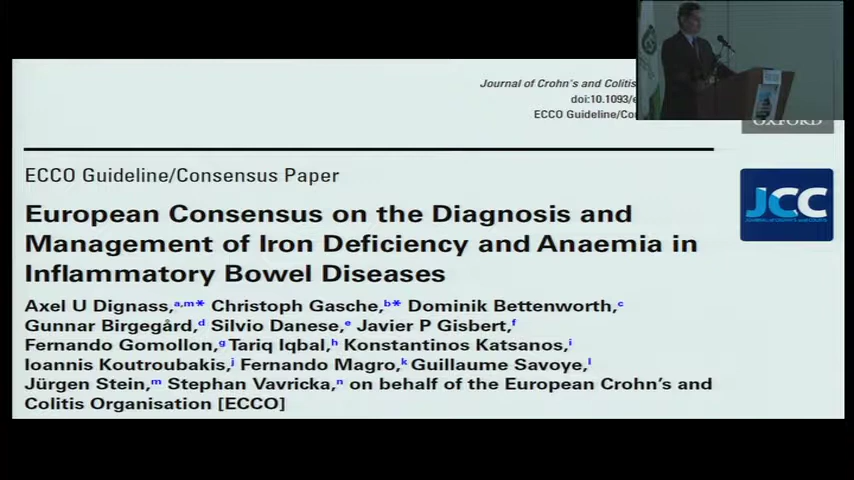 Journal of Crohn's and Colitis
doi:10.1093/
ECCO Guideline/
OXFORD
ECCO Guideline/Consensus Paper
JCC
European Consensus on the Diagnosis and
Management of Iron Deficiency and Anaemia in
Inflammatory Bowel Diseases
Axel U Dignass,a,m* Christoph Gasche,b* Dominik Bettenworth,c
Gunnar Birgegård,d Silvio Danese,e Javier P Gisbert,f
Fernando Gomollon,g Tariq Iqbal,h Konstantinos Katsanos,i
Ioannis Koutroubakis,j Fernando Magro,k Guillaume Savoye,l
Jürgen Stein,m Stephan Vavricka,n on behalf of the European Crohn's and
Colitis Organisation [ECCO]